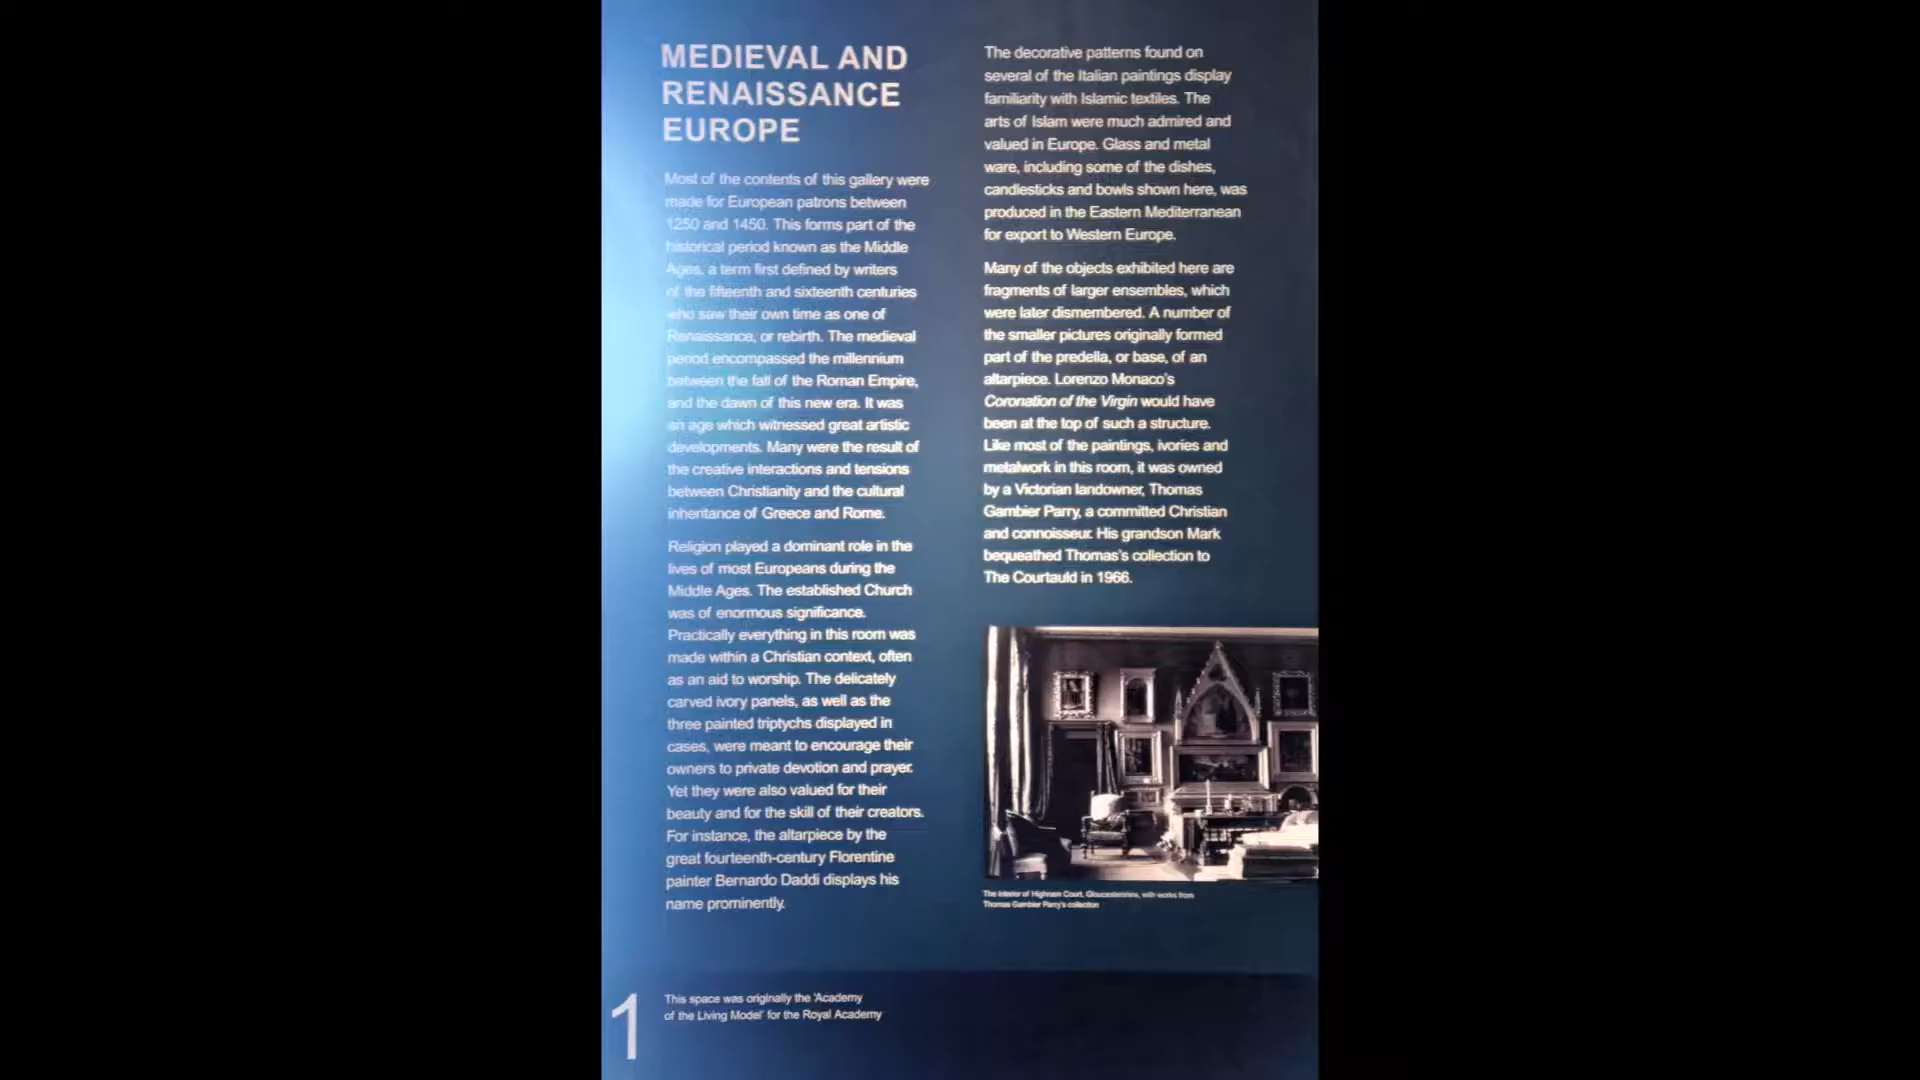 MEDIEVAL AND
RENAISSANCE
EUROPE
Most of the contents of this gallery were
made for European patrons between
1250 and 1450. This forms part of the
historical period known as the Middle
Ages, a term first defined by writers
of the fifteenth and sixteenth centuries
who saw their own time as one of
Renaissance, or rebirth. The medieval
period encompassed the millennium
between the fall of the Roman Empire,
and the dawn of this new era. It was
an age which witnessed great artistic
developments. Many were the result of
the creative interactions and tensions
between Christianity and the cultural
inheritance of Greece and Rome.
Religion played a dominant role in the
lives of most Europeans during the
Middle Ages. The established Church
was of enormous significance.
Practically everything in this room was
made within a Christian context, often
as an aid to worship. The delicately
carved ivory panels, as well as the
three painted triptychs displayed in
cases, were meant to encourage their
owners to private devotion and prayer.
Yet they were also valued for their
beauty and for the skill of their creators.
For instance, the altarpiece by the
great fourteenth-century Florentine
painter Bernardo Daddi displays his
name prominently.
The decorative patterns found on
several of the Italian paintings display
familiarity with Islamic textiles. The
arts of Islam were much admired and
valued in Europe. Glass and metal
ware, including some of the dishes,
candlesticks and bowls shown here, was
produced in the Eastern Mediterranean
for export to Western Europe.
Many of the objects exhibited here are
fragments of larger ensembles, which
were later dismembered. A number of
the smaller pictures originally formed
part of the predella, or base, of an
altarpiece. Lorenzo Monaco's
Coronation of the Virgin would have
been at the top of such a structure.
Like most of the paintings, ivories and
metalwork in this room, it was owned
by a Victorian landowner, Thomas
Gambier Parry, a committed Christian
and connoisseur. His grandson Mark
bequeathed Thomas's collection to
The Courtauld in 1966.
The interior of Highnam Court, Gloucestershire, with works from
Thomas Gambier Parry's collection
1
This space was originally the 'Academy
of the Living Model' for the Royal Academy